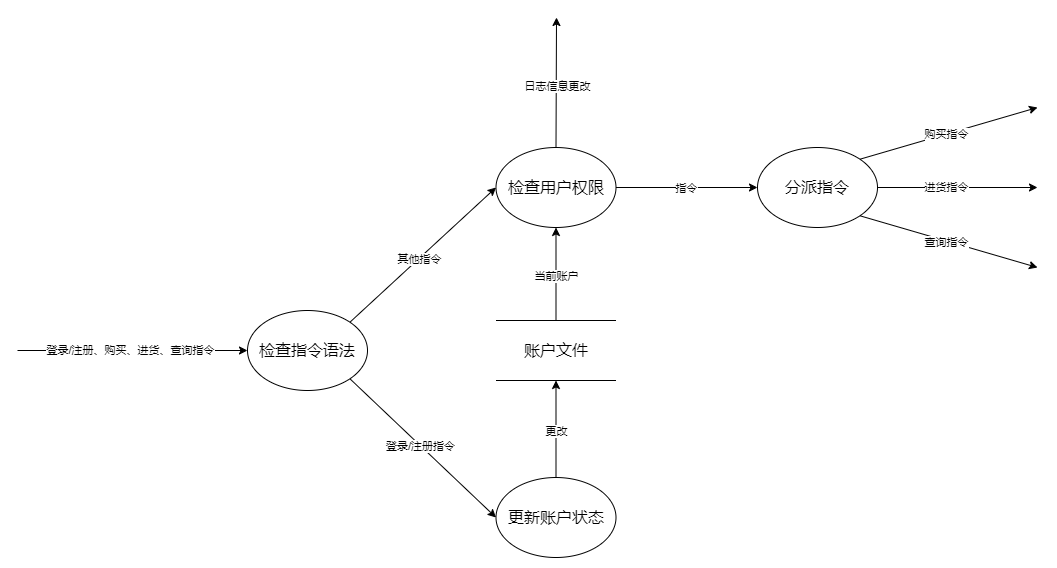 日志信息更改
购买指令
检查用户权限
指令
分派指令
进货指令
查询指令
其他指令
当前账户
登录/注册、购买、进货、查询指令
检查指令语法
账户文件
更改
登录/注册指令
更新账户状态